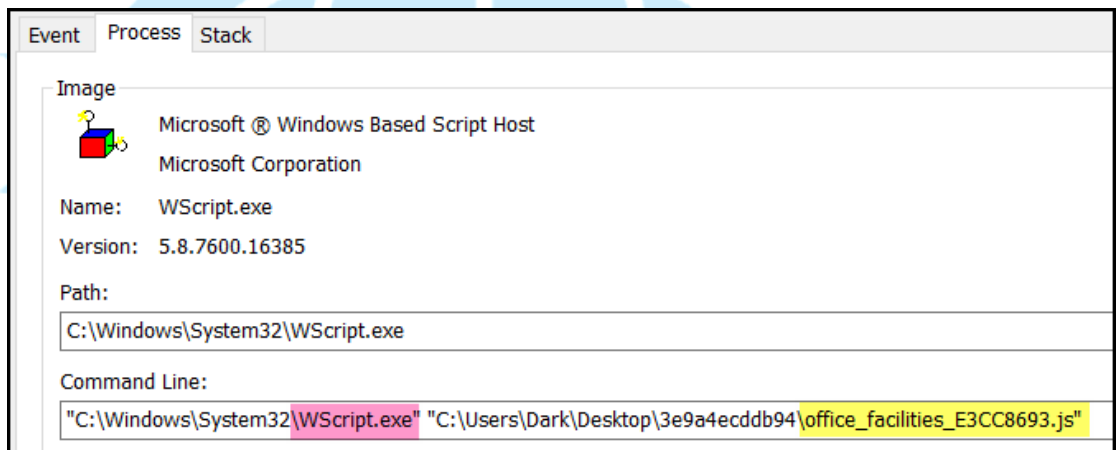 Event Process Stack
Image
Microsoft ® Windows Based Script Host
Microsoft Corporation
Name: WScript.exe
Version: 5.8.7600.16385
Path:
C:\Windows\System32\WScript.exe
Command Line:
"C:\Windows\System32\WScript.exe" "C:\Users\Dark\Desktop\3e9a4ecddb94\office_facilities_E3CC8693.js"